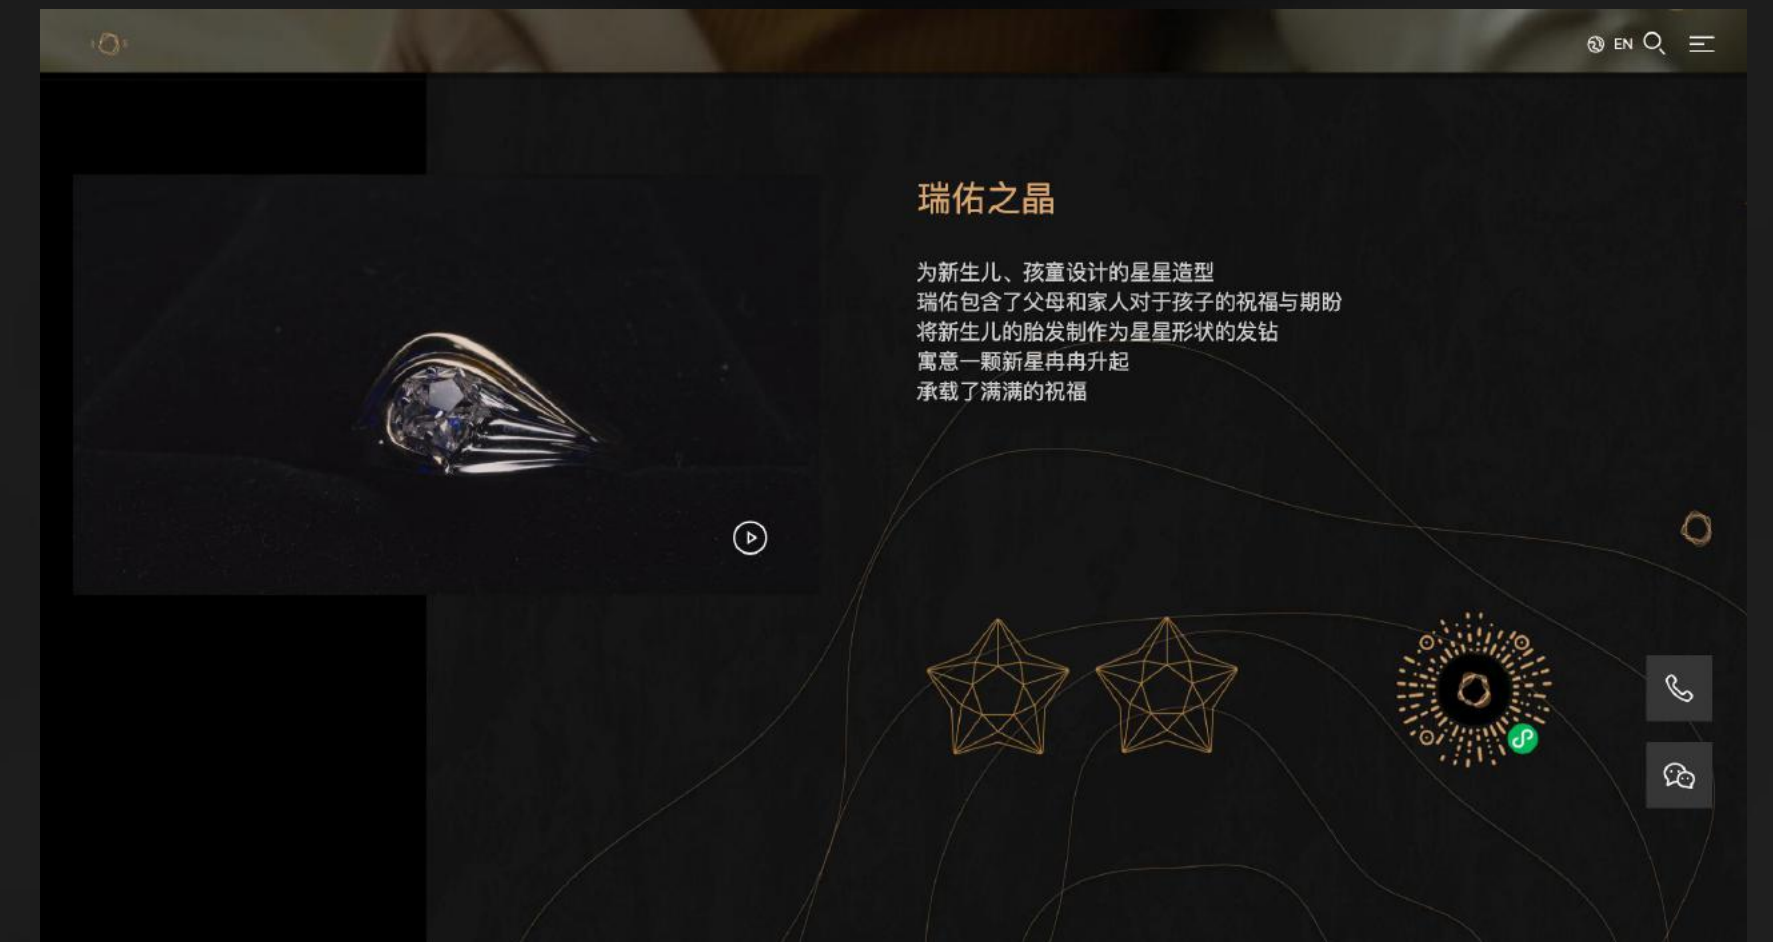 EN
瑞佑之晶
为新生儿、孩童设计的星星造型
瑞佑包含了父母和家人对于孩子的祝福与期盼
将新生儿的胎发制作为星星形状的发钻
寓意一颗新星冉冉升起
承载了满满的祝福